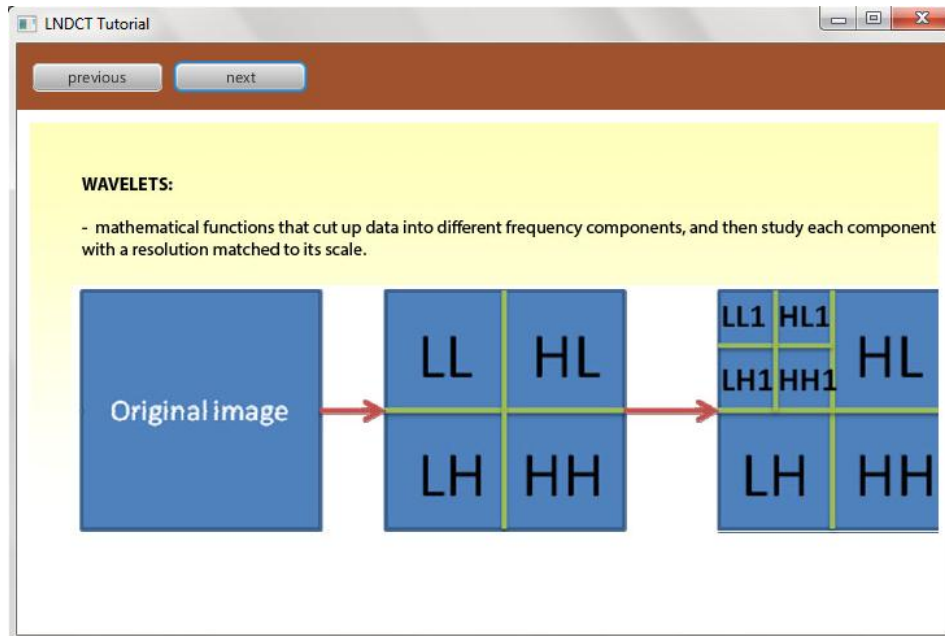 LNDCT Tutorial
previous next
WAVELETS:
- mathematical functions that cut up data into different frequency components, and then study each component
with a resolution matched to its scale.
Original image
LL HL
LH HH
LL1 HL1
LH1 HH1
HL
LH HH